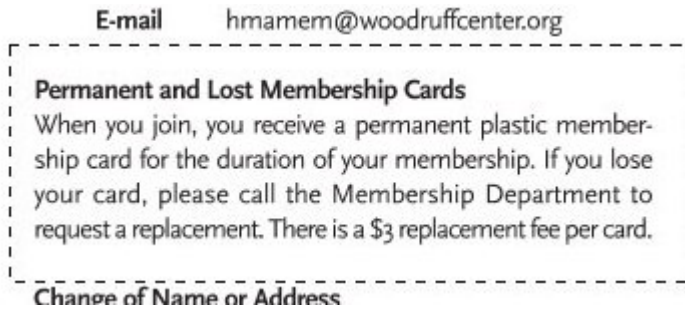 E-mail hmamem@woodruffcenter.org
Permanent and Lost Membership Cards
When you join, you receive a permanent plastic member-
ship card for the duration of your membership. If you lose
your card, please call the Membership Department to
request a replacement. There is a $3 replacement fee per card.
Change of Name or Address